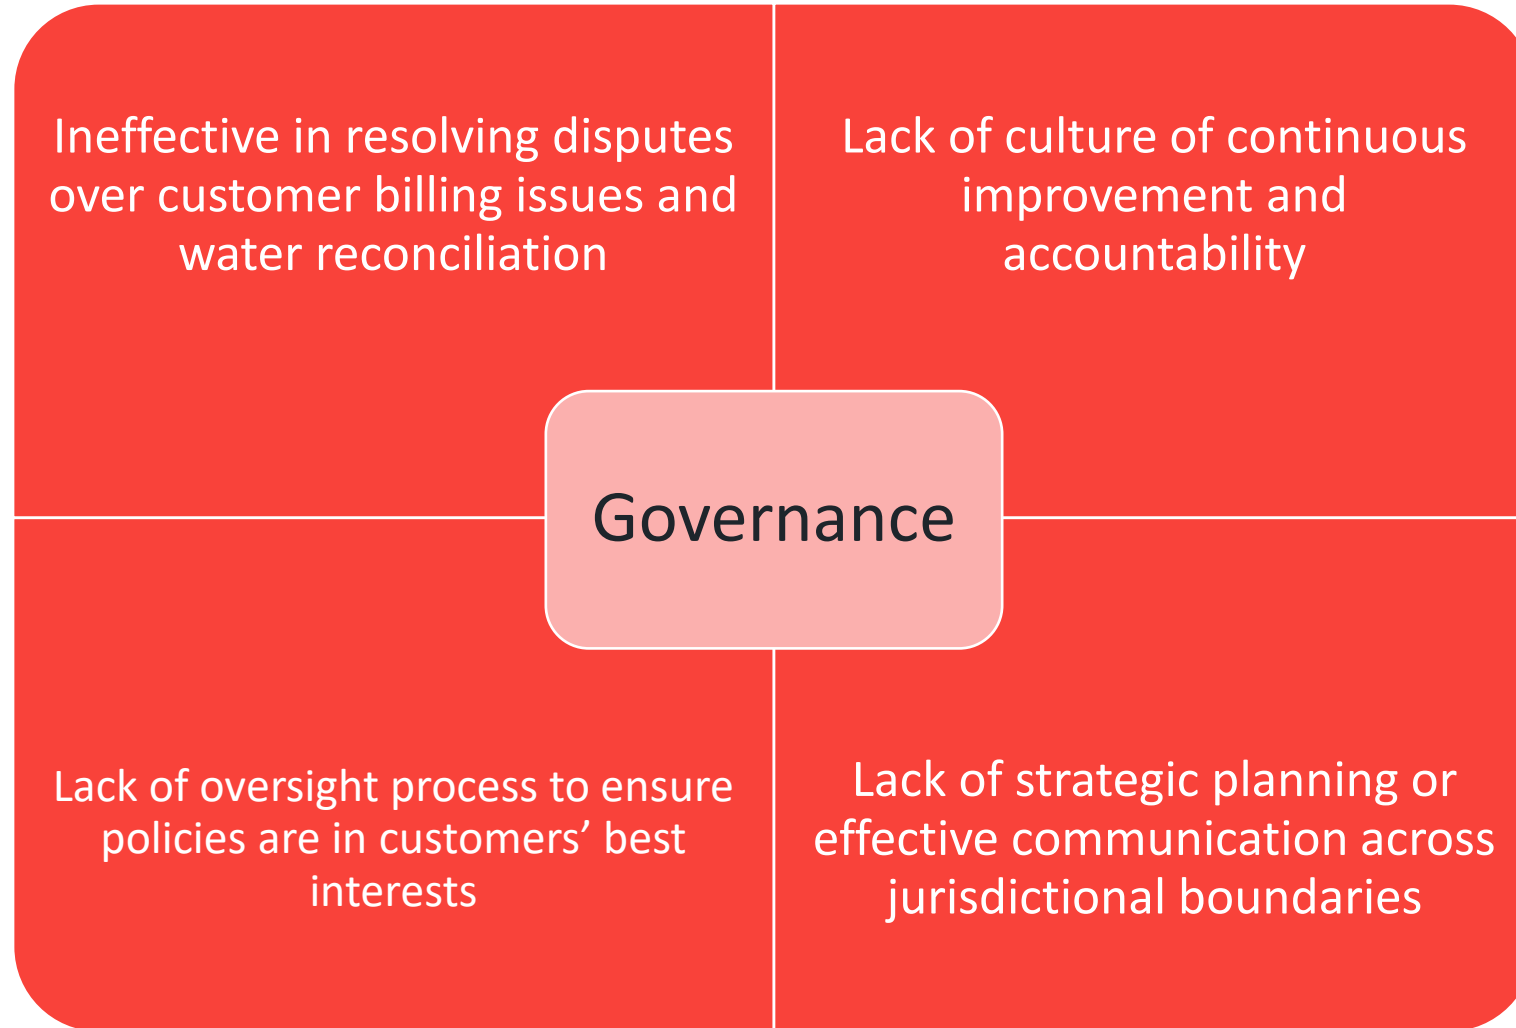 Ineffective in resolving disputes
over customer billing issues and
water reconciliation
Lack of culture of continuous
improvement and
accountability
Governance
Lack of oversight process to ensure
policies are in customers’ best
interests
Lack of strategic planning or
effective communication across
jurisdictional boundaries